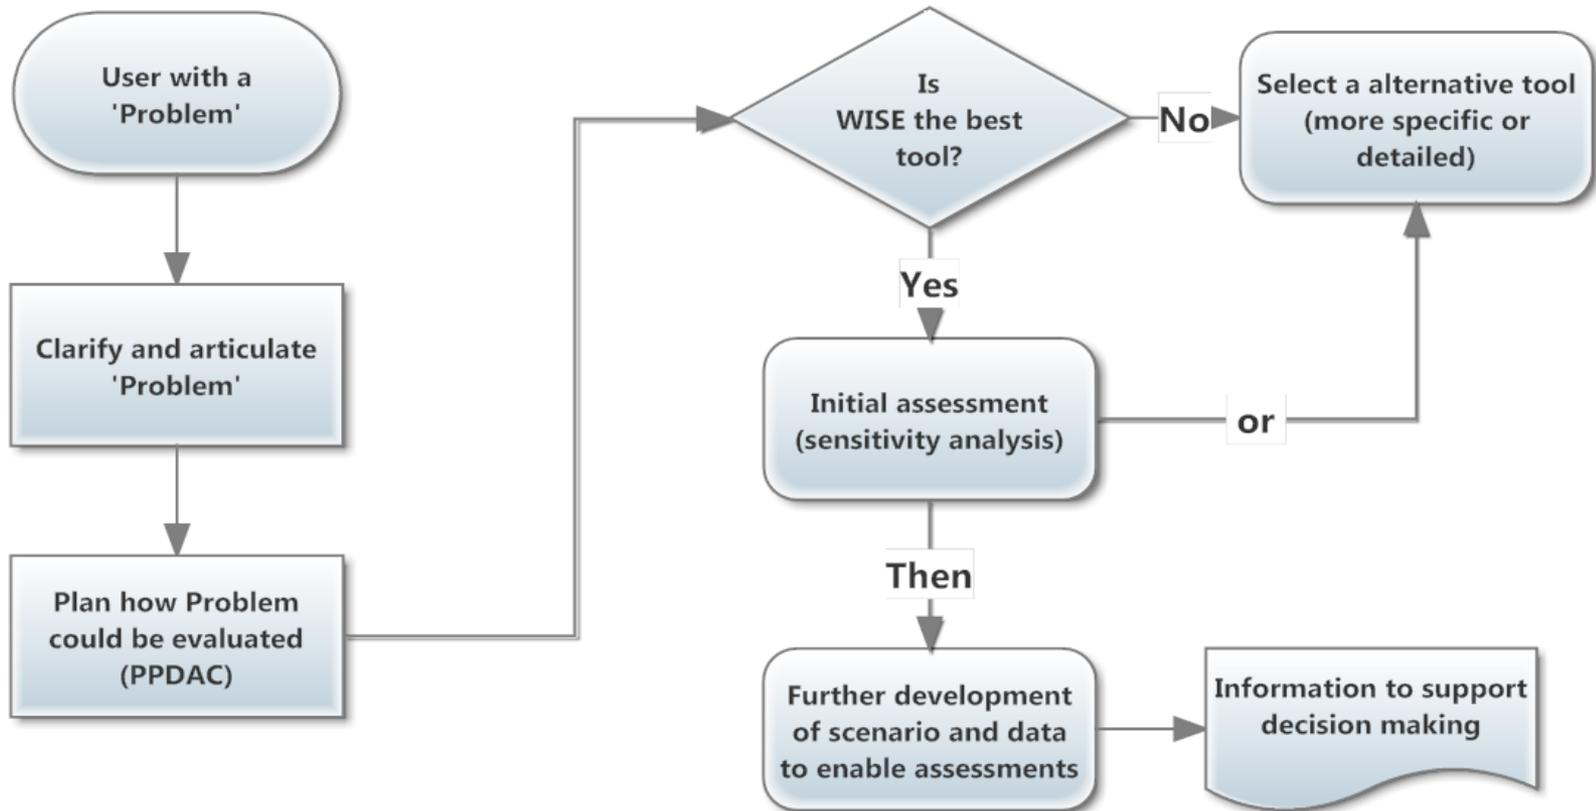 User with a
'Problem'
Clarify and articulate
'Problem'
Plan how Problem
could be evaluated
(PPDAC)
Is
WISE the best
tool?
No
Select a alternative tool
(more specific or
detailed)
Yes
Initial assessment
(sensitivity analysis)
or
Then
Further development
of scenario and data
to enable assessments
Information to support
decision making